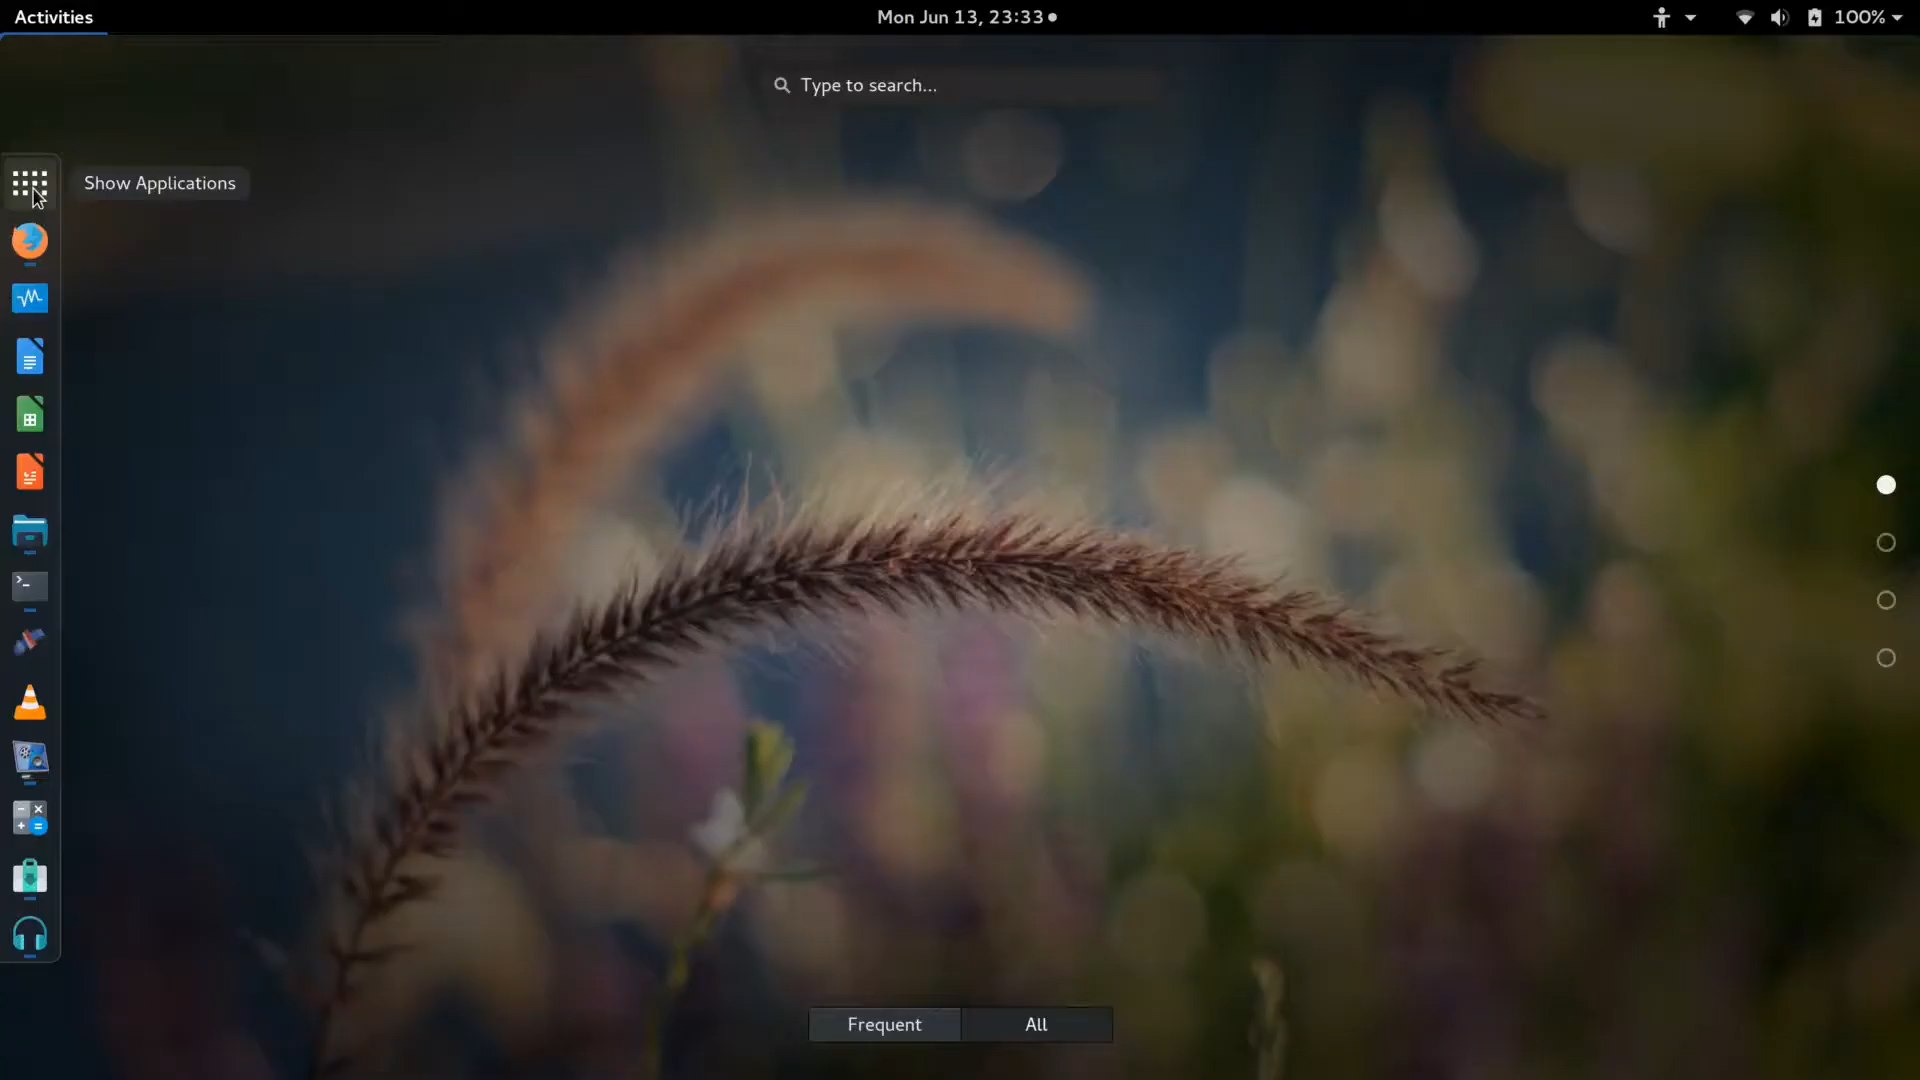 Activities
Mon Jun 13, 23:33
100%
Type to search...
Show Applications
Frequent
All